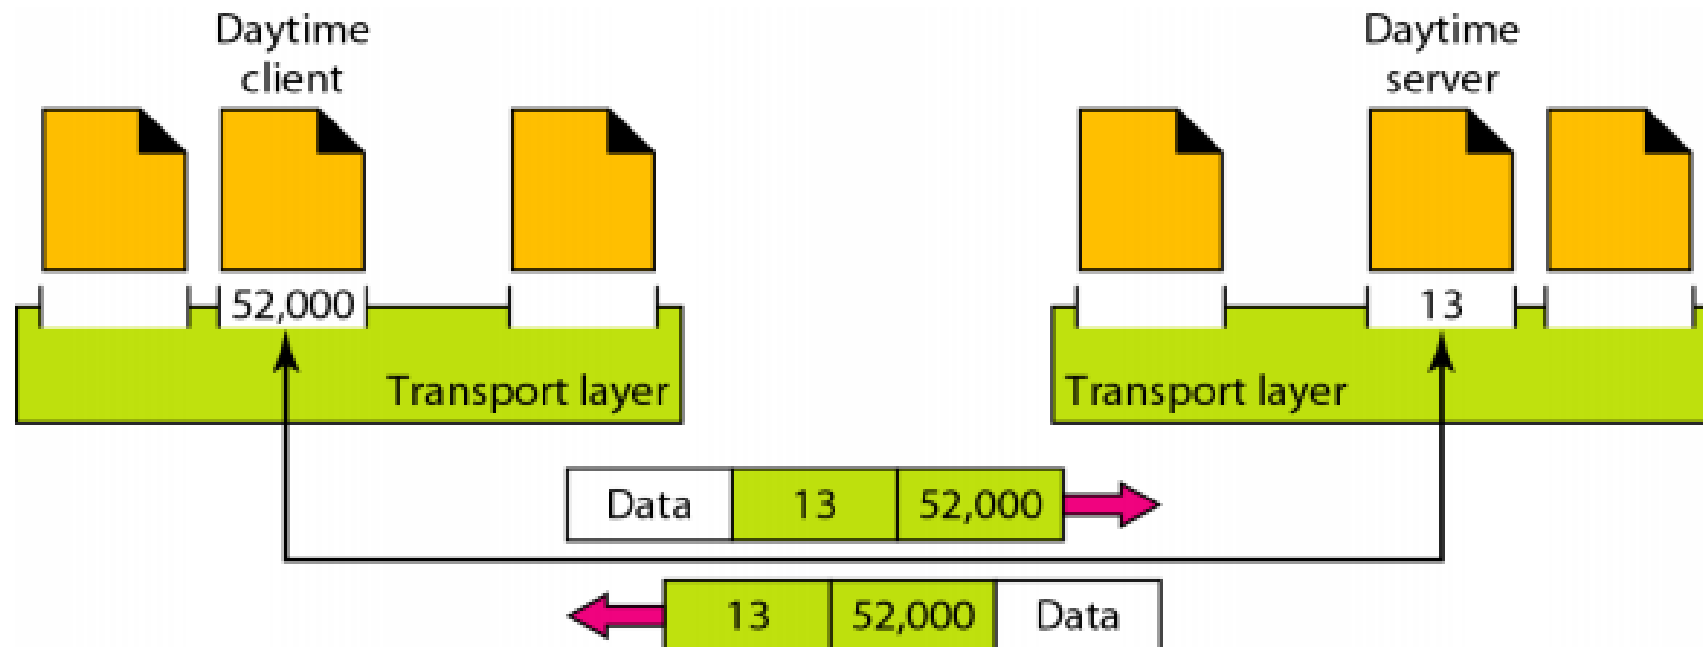 Daytime
client
Daytime
server
52,000
13
Transport layer
Transport layer
Data 13 52,000
13 52,000 Data